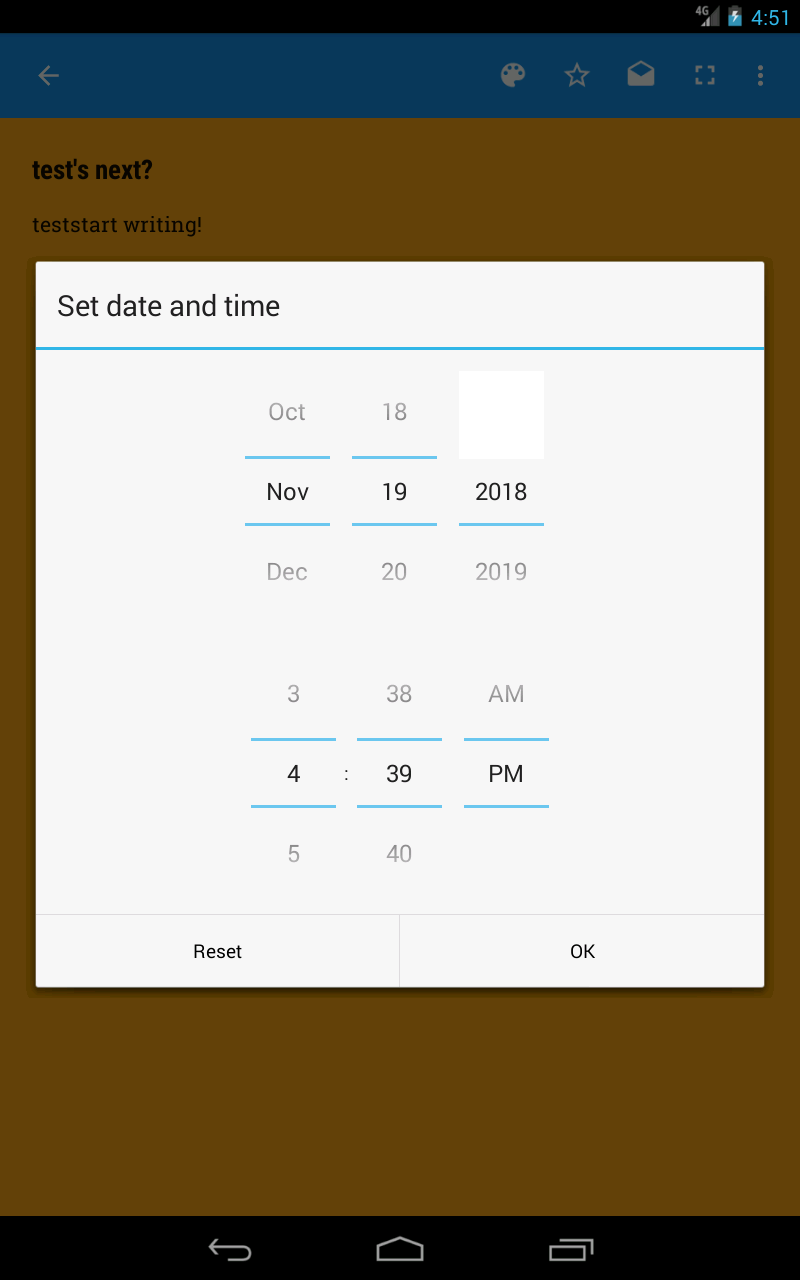 4G 4:51
test's next?
teststart writing!
Set date and time
Oct 18
Nov 19 2018
Dec 20 2019
3 38 AM
4 : 39 PM
5 40
Reset OK